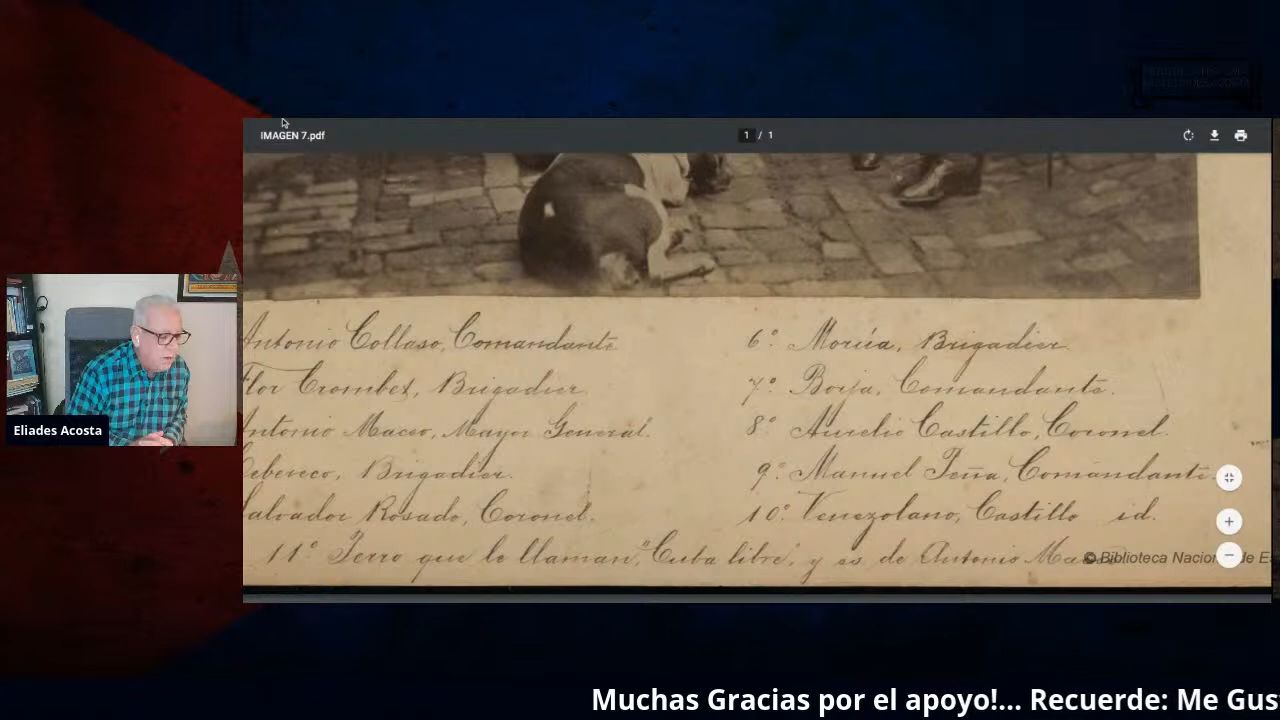 IMAGEN 7.pdf
1 / 1
Antonio Collaso, Comandante
Flor Crombet, Brigadier.
Antonio Maceo, Mayor General.
Cebreco, Brigadier.
Salvador Rosado, Coronel.
6º Morúa, Brigadier.
7º Borja, Comandante.
8º Aurelio Castillo, Coronel.
9º Manuel Peña, Comandante
10º Venezolano, Castillo id.
11º Perro que le llaman, "Cuba libre", y es de Antonio
© Biblioteca Nacion de Es
Eliades Acosta
Muchas Gracias por el apoyo!... Recuerde: Me Gus